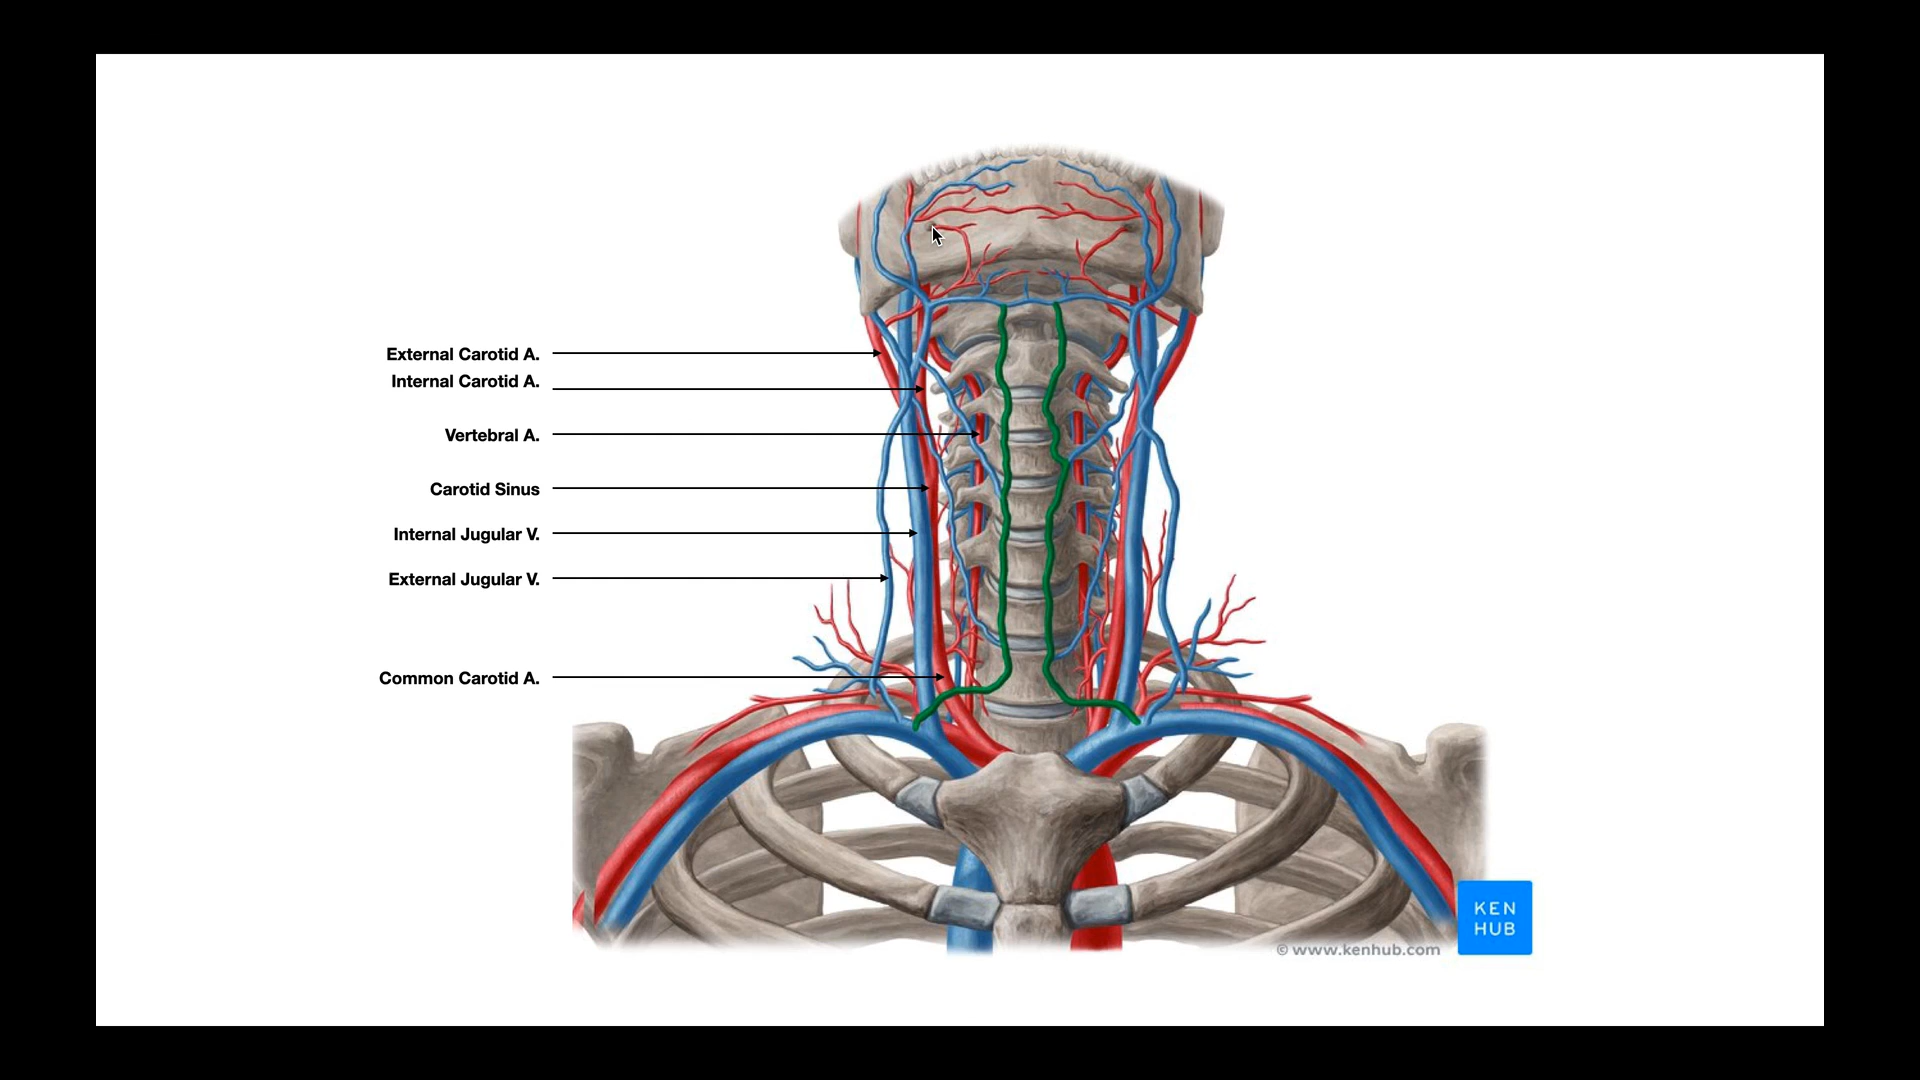 External Carotid A.
Internal Carotid A.
Vertebral A.
Carotid Sinus
Internal Jugular V.
External Jugular V.
Common Carotid A.
KEN
HUB
© www.kenhub.com